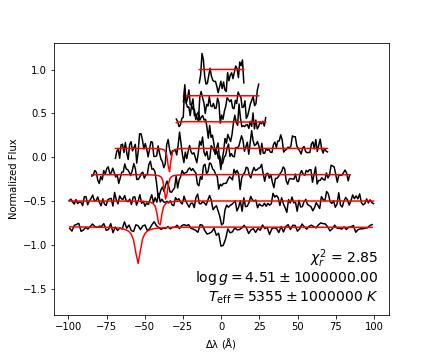 1.0
0.5
0.0
−0.5
−1.0
−1.5
Normalized Flux
χ²ᵣ = 2.85
log g = 4.51 ± 1000000.00
T_eff = 5355 ± 1000000 K
−100 −75 −50 −25 0 25 50 75 100
Δλ (Å)